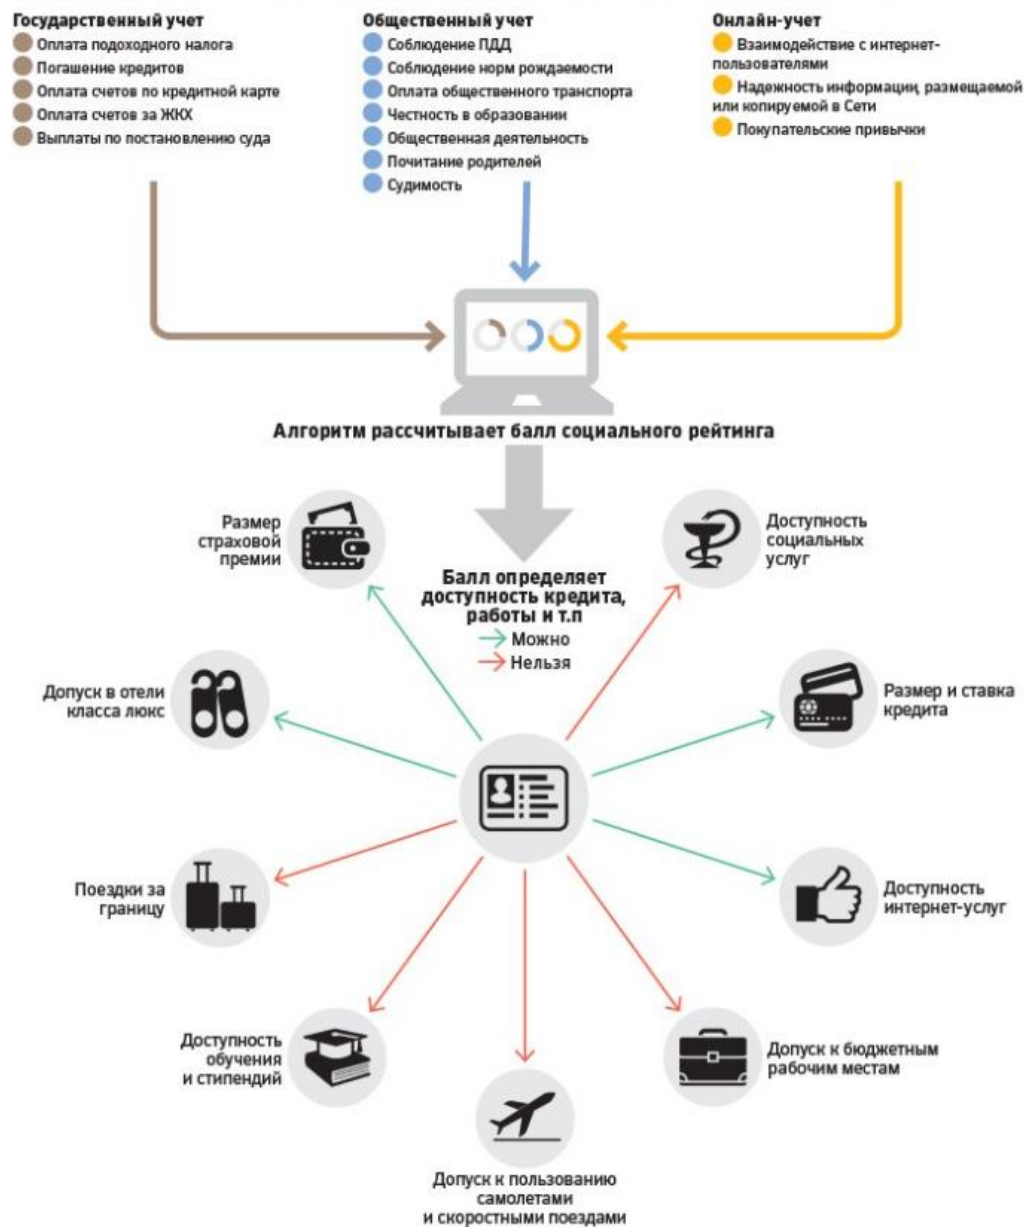 Государственный учет
Оплата подоходного налога
Погашение кредитов
Оплата счетов по кредитной карте
Оплата счетов за ЖКХ
Выплаты по постановлению суда
Общественный учет
Соблюдение ПДД
Соблюдение норм рождаемости
Оплата общественного транспорта
Честность в образовании
Общественная деятельность
Почитание родителей
Судимость
Онлайн-учет
Взаимодействие с интернет-
пользователями
Надежность информации, размещаемой
или копируемой в Сети
Покупательские привычки
Алгоритм рассчитывает балл социального рейтинга
Балл определяет
доступность кредита,
работы и т.п
Можно
Нельзя
Размер
страховой
премии
Доступность
социальных
услуг
Допуск в отели
класса люкс
Размер и ставка
кредита
Поездки за
границу
Доступность
интернет-услуг
Доступность
обучения
и стипендий
Допуск к бюджетным
рабочим местам
Допуск к пользованию
самолетами
и скоростными поездами